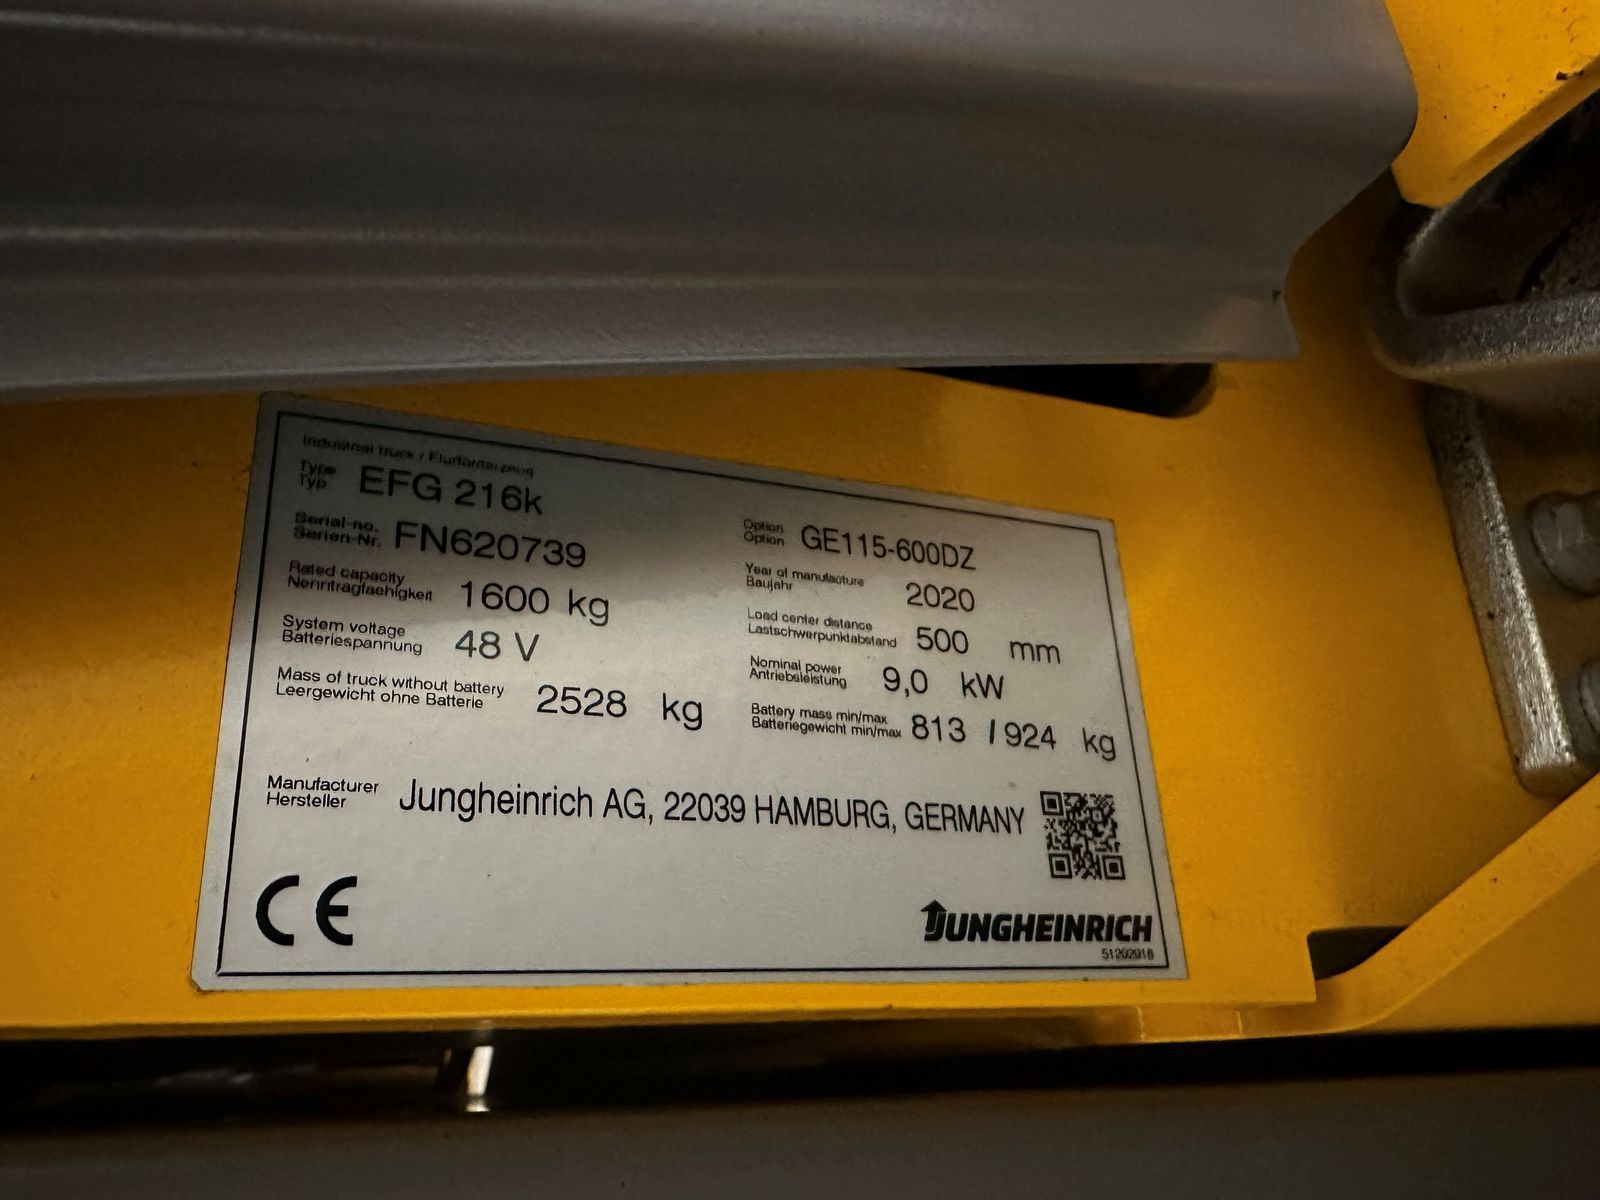 Industrial truck / Flurförderzeug
Type
Typ
EFG 216k
Serial-no.
Serien-Nr.
FN620739
Option
Option
GE115-600DZ
Rated capacity
Nenntragfaehigkeit
1600 kg
Year of manufacture
Baujahr
2020
System voltage
Batteriespannung
48 V
Load center distance
Lastschwerpunktabstand
500 mm
Mass of truck without battery
Leergewicht ohne Batterie
2528 kg
Nominal power
Antriebsleistung
9,0 kW
Battery mass min/max
Batteriegewicht min/max
813 / 924 kg
Manufacturer
Hersteller
Jungheinrich AG, 22039 HAMBURG, GERMANY
CE
JUNGHEINRICH